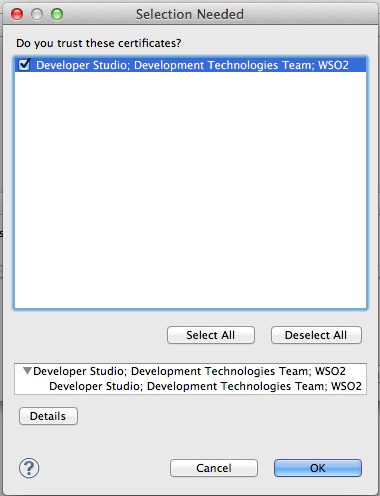 Selection Needed
Do you trust these certificates?
Developer Studio; Development Technologies Team; WSO2
Select All
Deselect All
Developer Studio; Development Technologies Team; WSO2
Developer Studio; Development Technologies Team; WSO2
Details
?
Cancel
OK